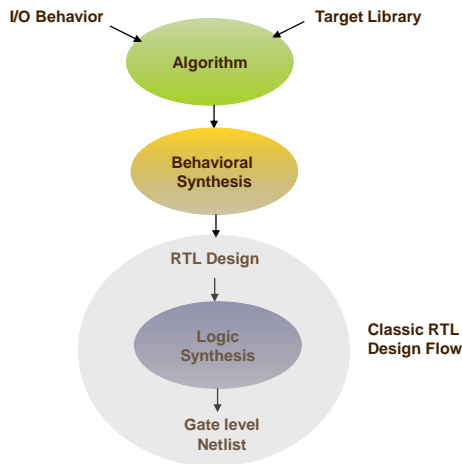 I/O Behavior
Target Library
Algorithm
Behavioral
Synthesis
RTL Design
Logic
Synthesis
Classic RTL
Design Flow
Gate level
Netlist